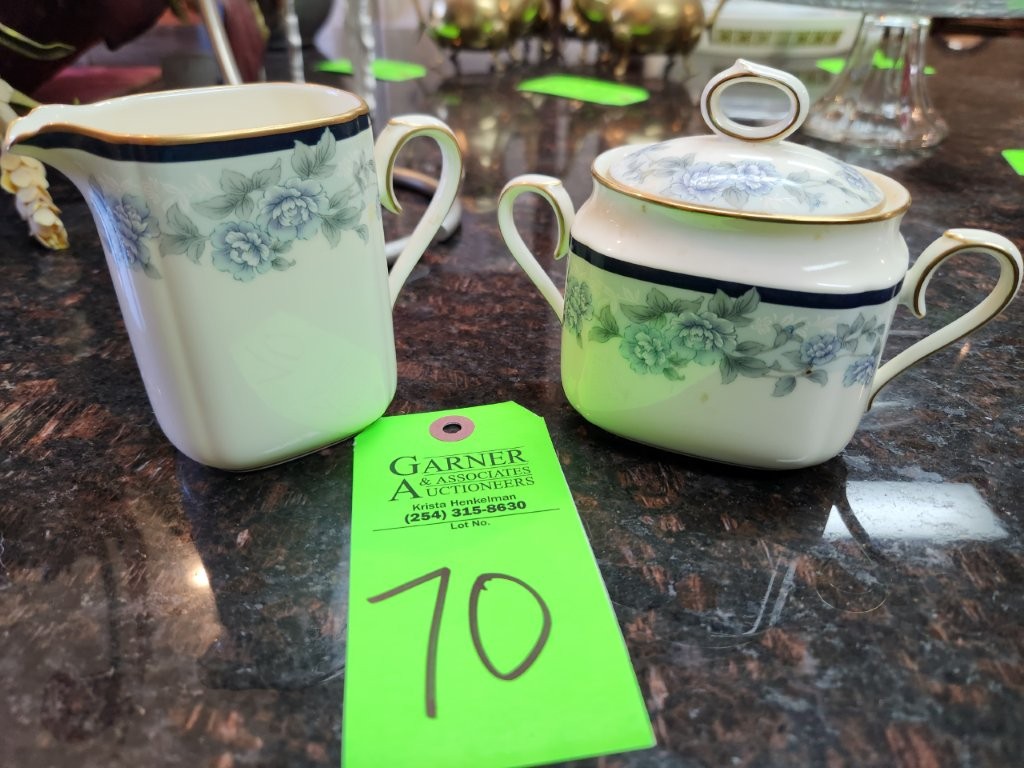 GARNER
& ASSOCIATES
AUCTIONEERS
Krista Henkelman
(254) 315-8630
Lot No.
70